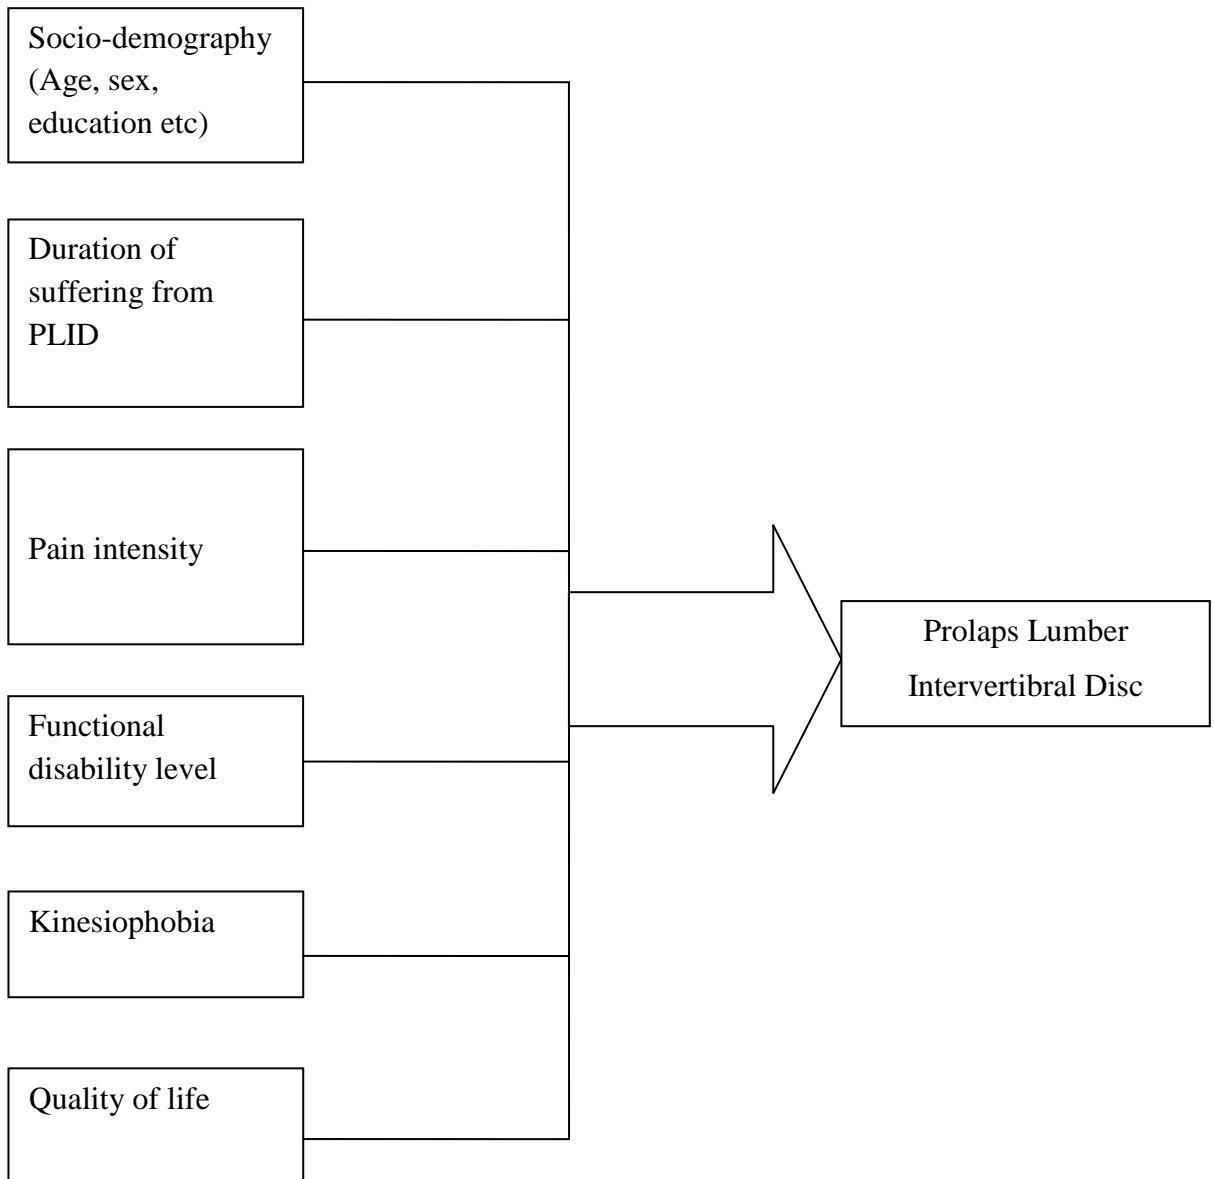 Socio-demography
(Age, sex,
education etc)
Duration of
suffering from
PLID
Pain intensity
Functional
disability level
Kinesiophobia
Quality of life
Prolaps Lumber
Intervertibral Disc